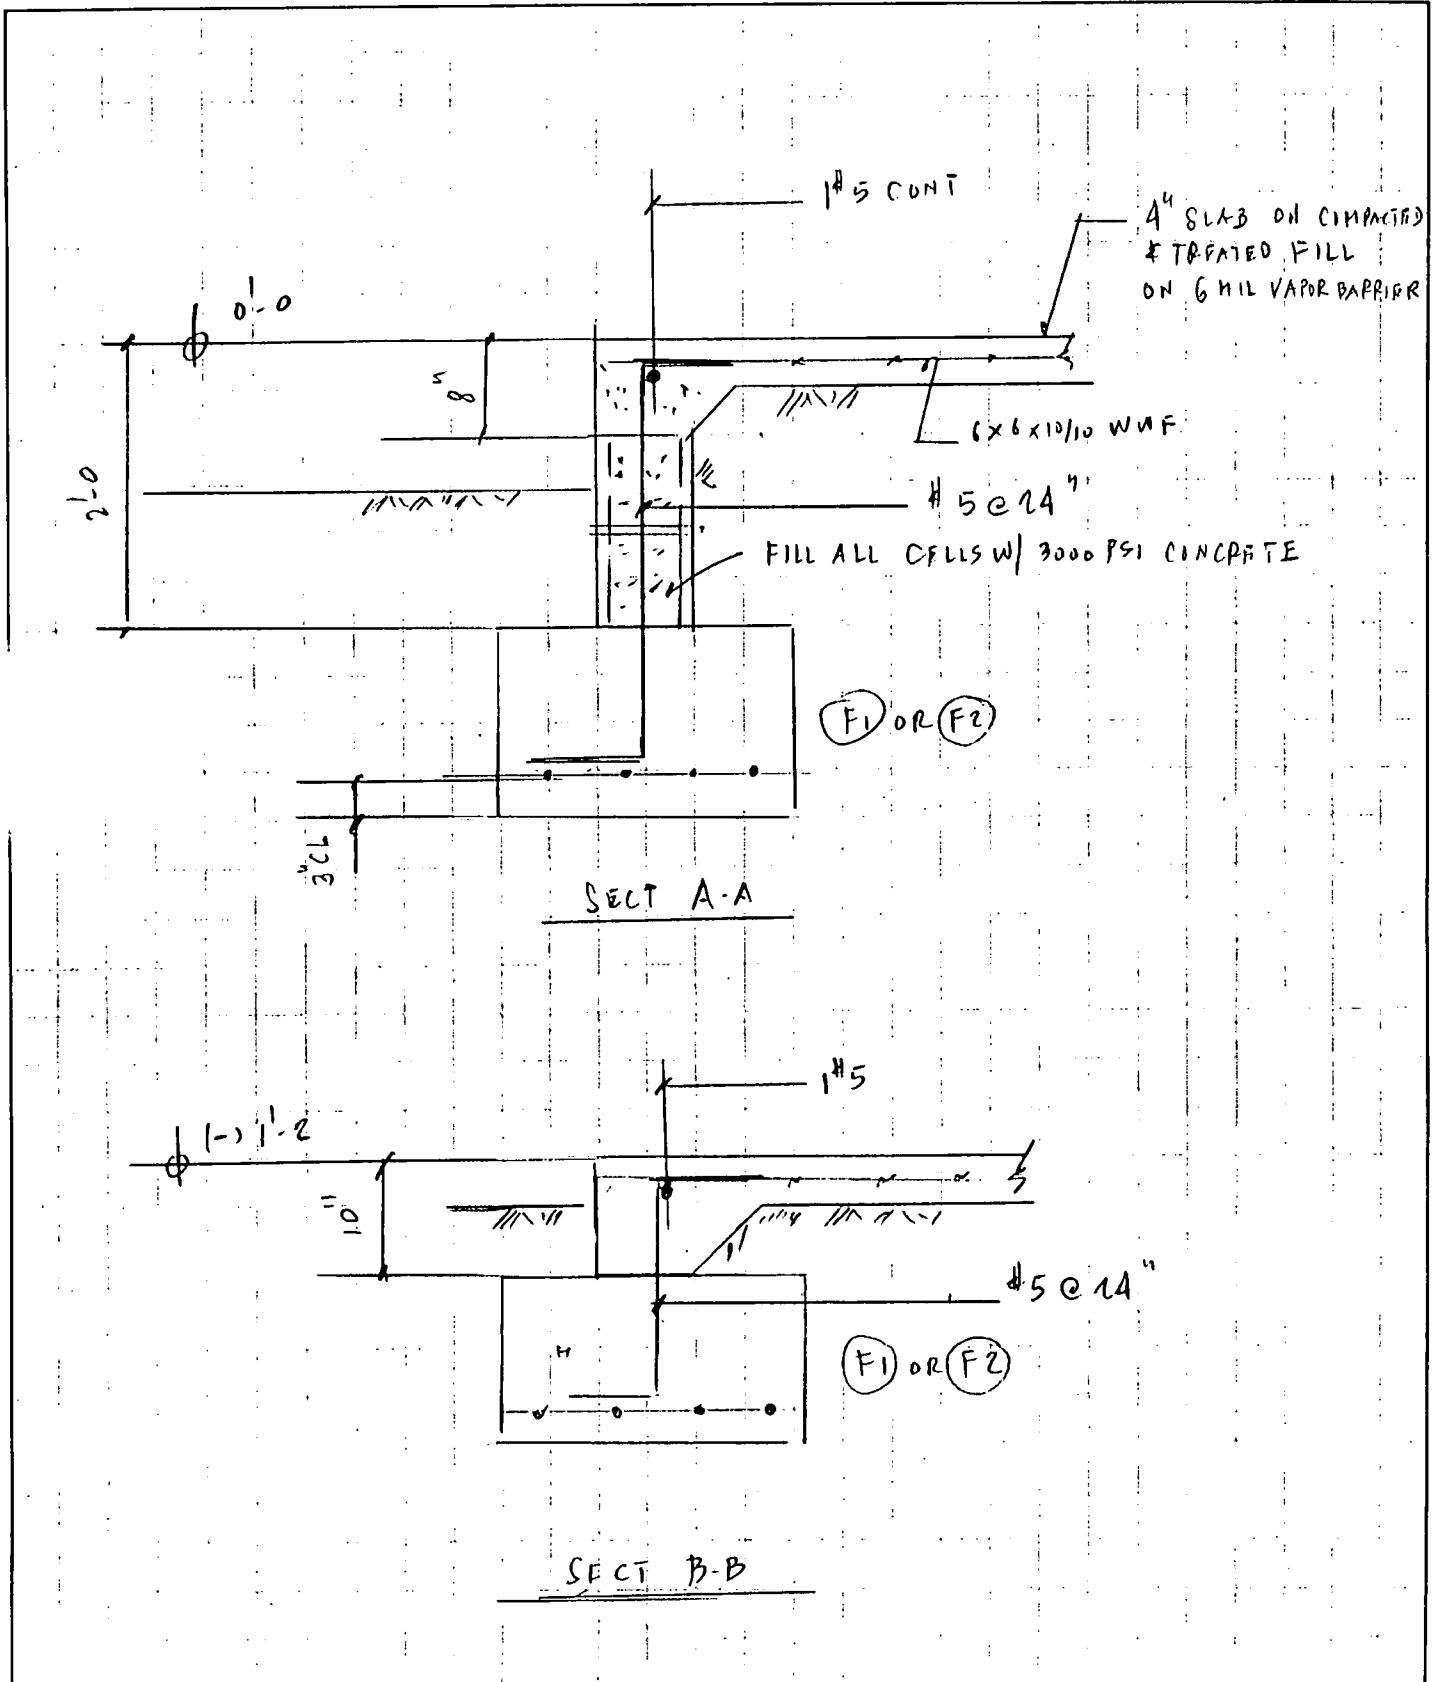 1#5 CONT
4" SLAB ON COMPACTED
& TREATED FILL
ON 6 MIL VAPOR BARRIER
0'-0
8"
2'-0
6x6x10/10 WWF
#5@24"
FILL ALL CELLS W/ 3000 PSI CONCRETE
F1 OR F2
3" CL
SECT A-A
1#5
(-) 1'-2
10"
#5@24"
F1 OR F2
SECT B-B